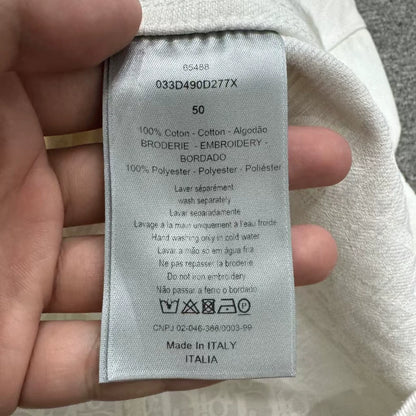 65488
033D490D277X
50
100% Coton - Cotton - Algodão
BRODERIE - EMBROIDERY -
BORDADO
100% Polyester - Polyester - Poliéster
Laver séparément
wash separately
Lavar separadamente
Lavage à la main uniquement à l'eau froide
Hand washing only in cold water
Lavar a mão so em água fria
Ne pas repasser la broderie
Do not iron embroidery
Não passar a ferro o bordado
CNPJ 02-046-366/0003-99
Made In ITALY
ITALIA